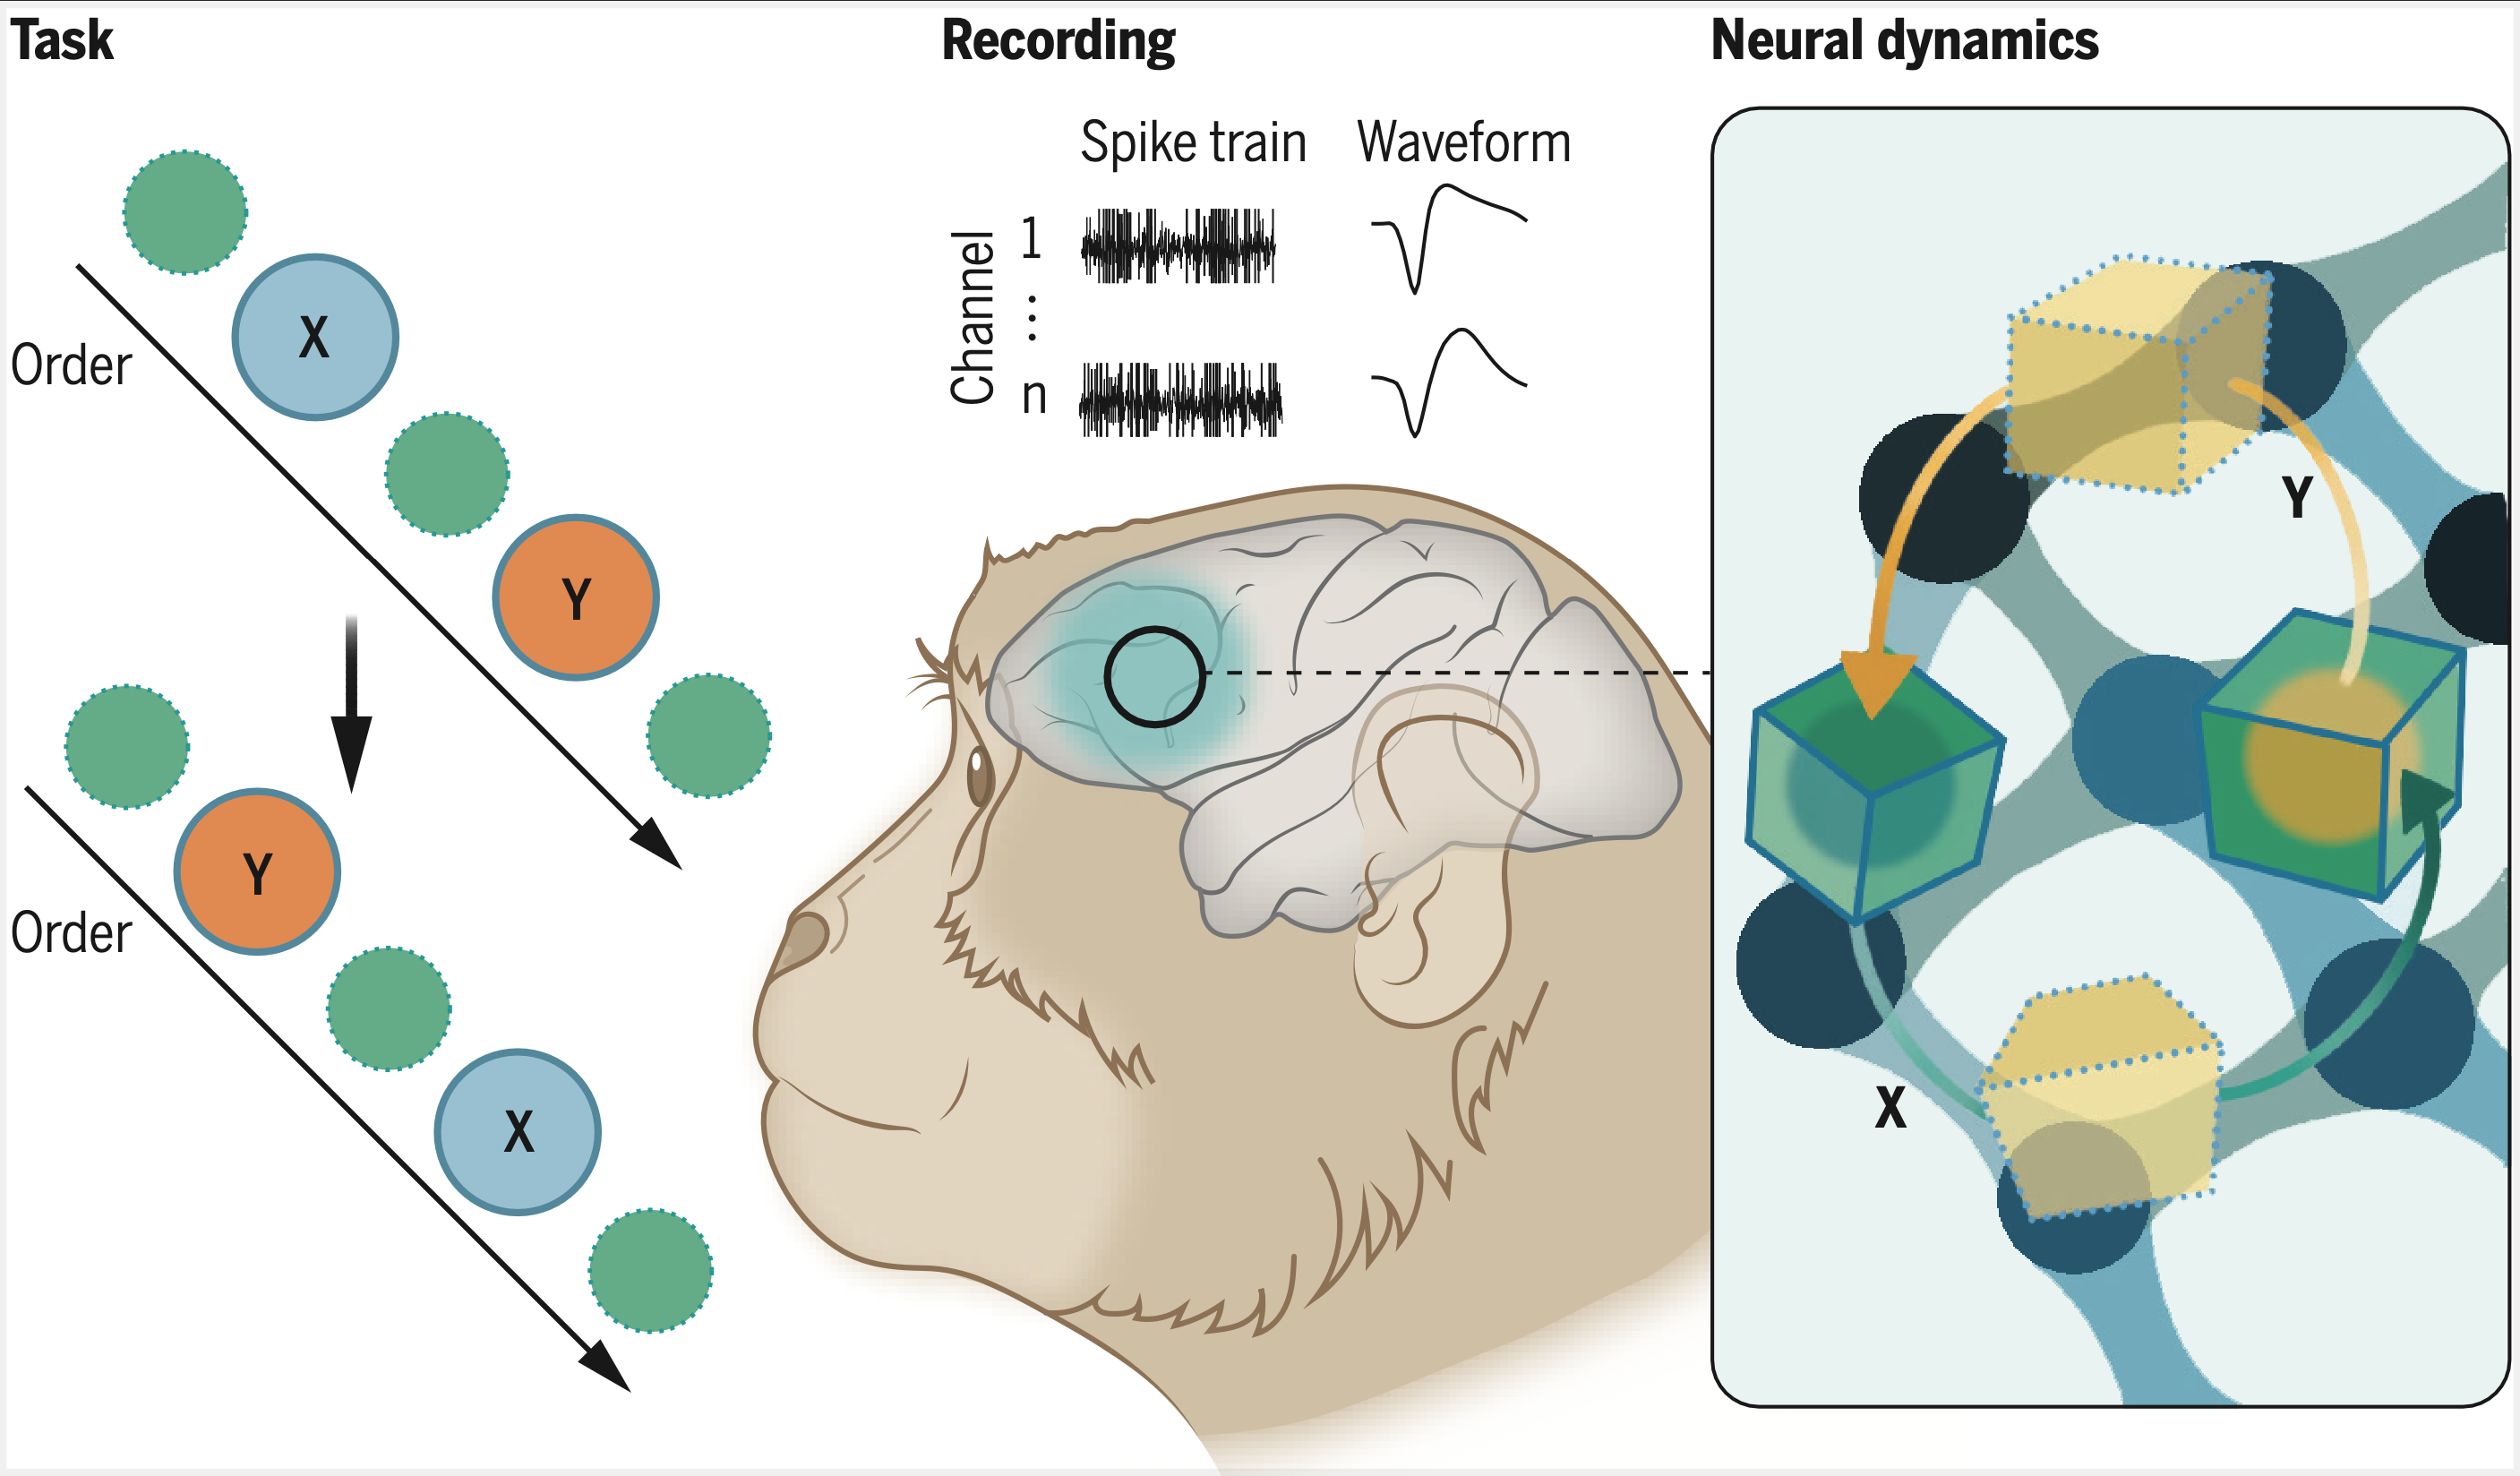 Task
Order
X
Y
Order
Y
X
Recording
Spike train
Waveform
Channel
1
n
Neural dynamics
Y
X